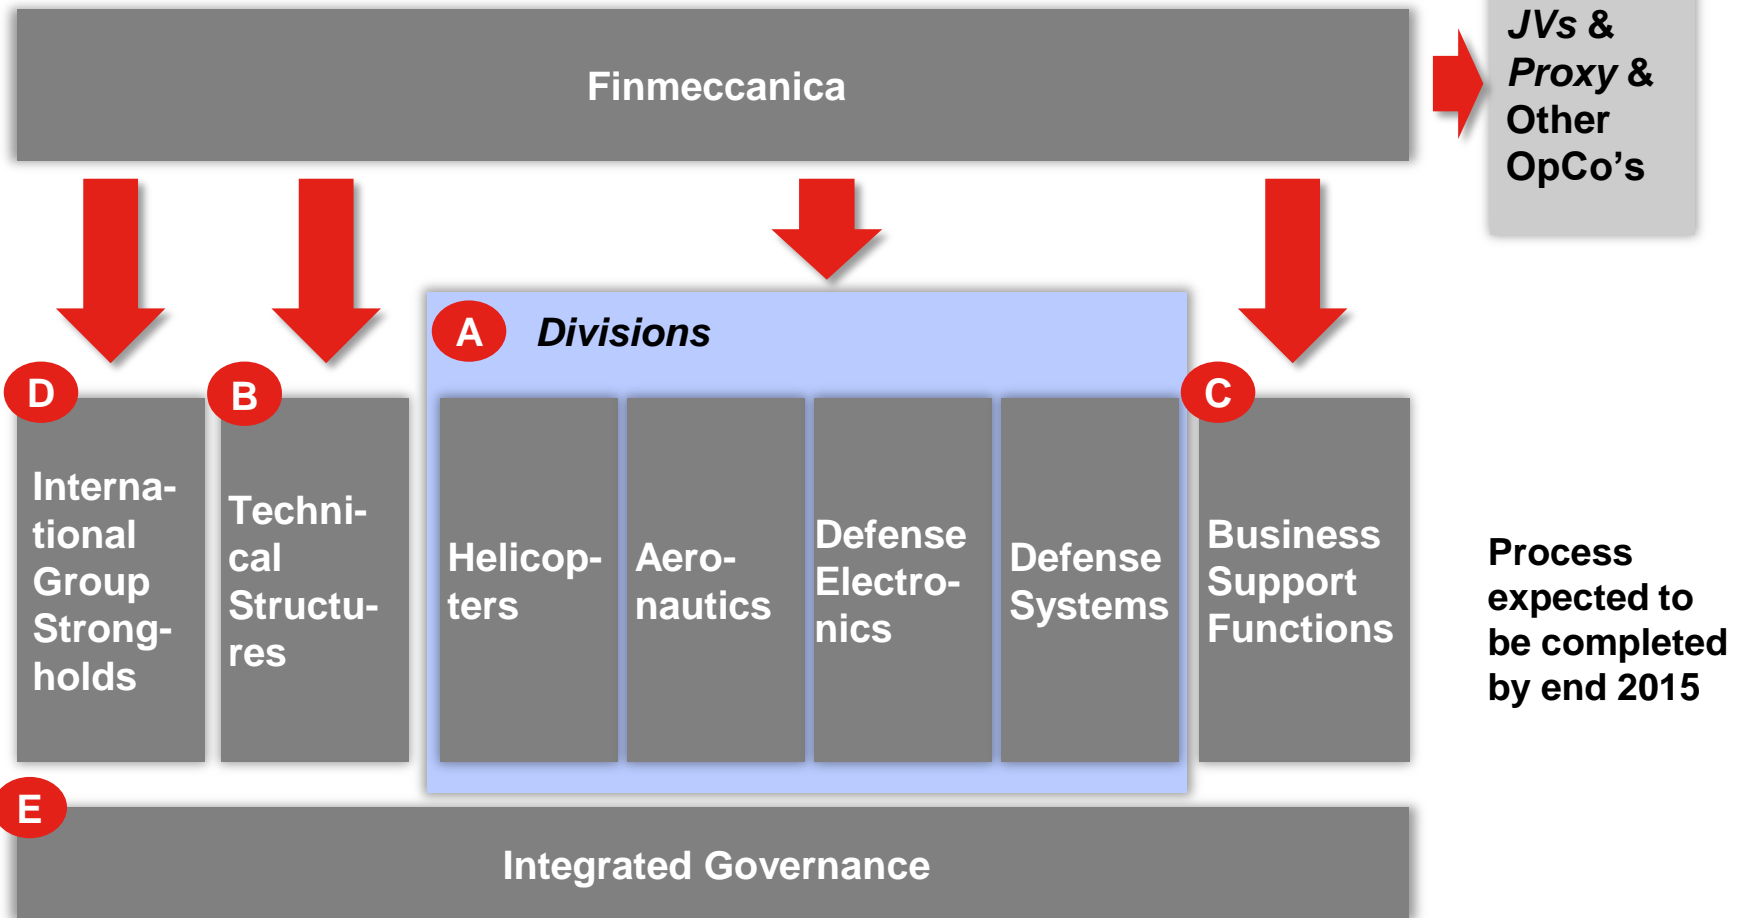 Finmeccanica
JVs &
Proxy &
Other
OpCo's
A
Divisions
D
Interna-
tional
Group
Strong-
holds
B
Techni-
cal
Structu-
res
Helicop-
ters
Aero-
nautics
Defense
Electro-
nics
Defense
Systems
C
Business
Support
Functions
Process
expected to
be completed
by end 2015
E
Integrated Governance